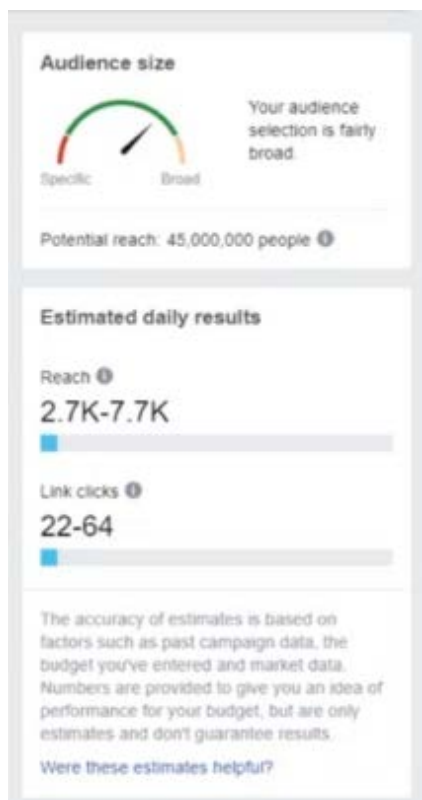 Audience size
Your audience
selection is fairly
broad.
Specific Broad
Potential reach: 45,000,000 people
Estimated daily results
Reach
2.7K-7.7K
Link clicks
22-64
The accuracy of estimates is based on
factors such as past campaign data, the
budget you've entered and market data.
Numbers are provided to give you an idea of
performance for your budget, but are only
estimates and don't guarantee results.
Were these estimates helpful?